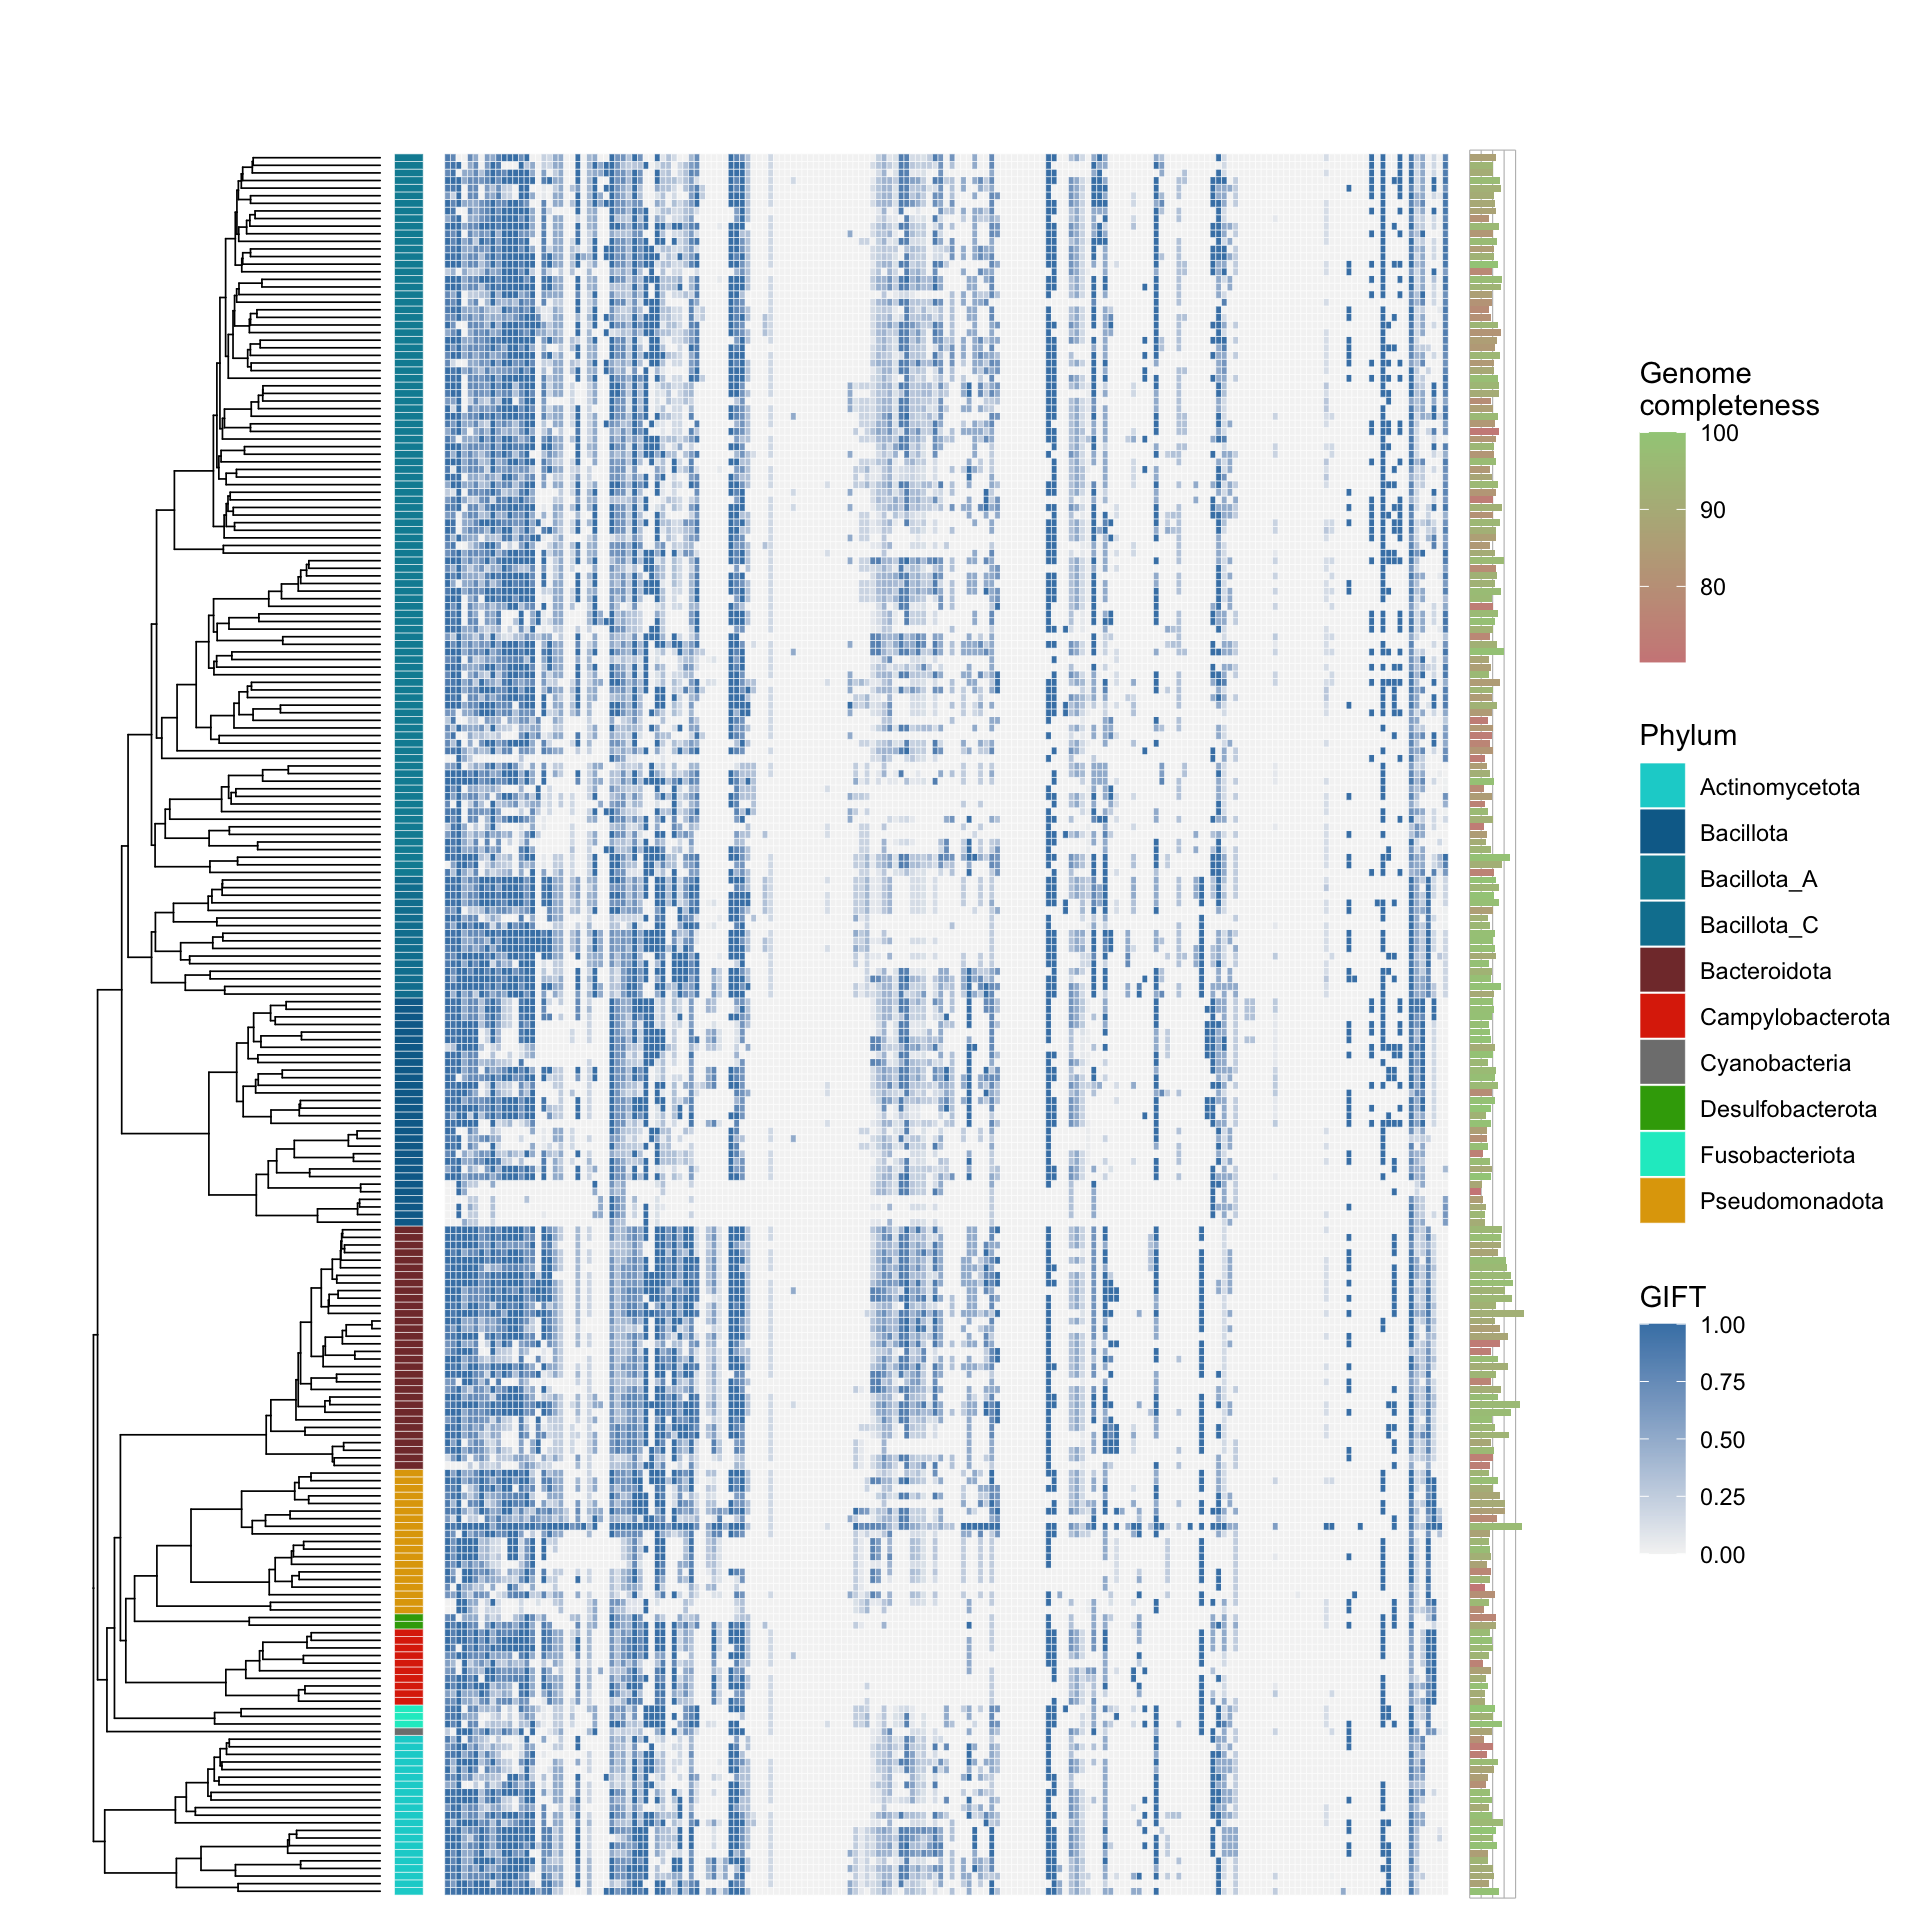 Genome
completeness
100
90
80
Phylum
Actinomycetota
Bacillota
Bacillota_A
Bacillota_C
Bacteroidota
Campylobacterota
Cyanobacteria
Desulfobacterota
Fusobacteriota
Pseudomonadota
GIFT
1.00
0.75
0.50
0.25
0.00